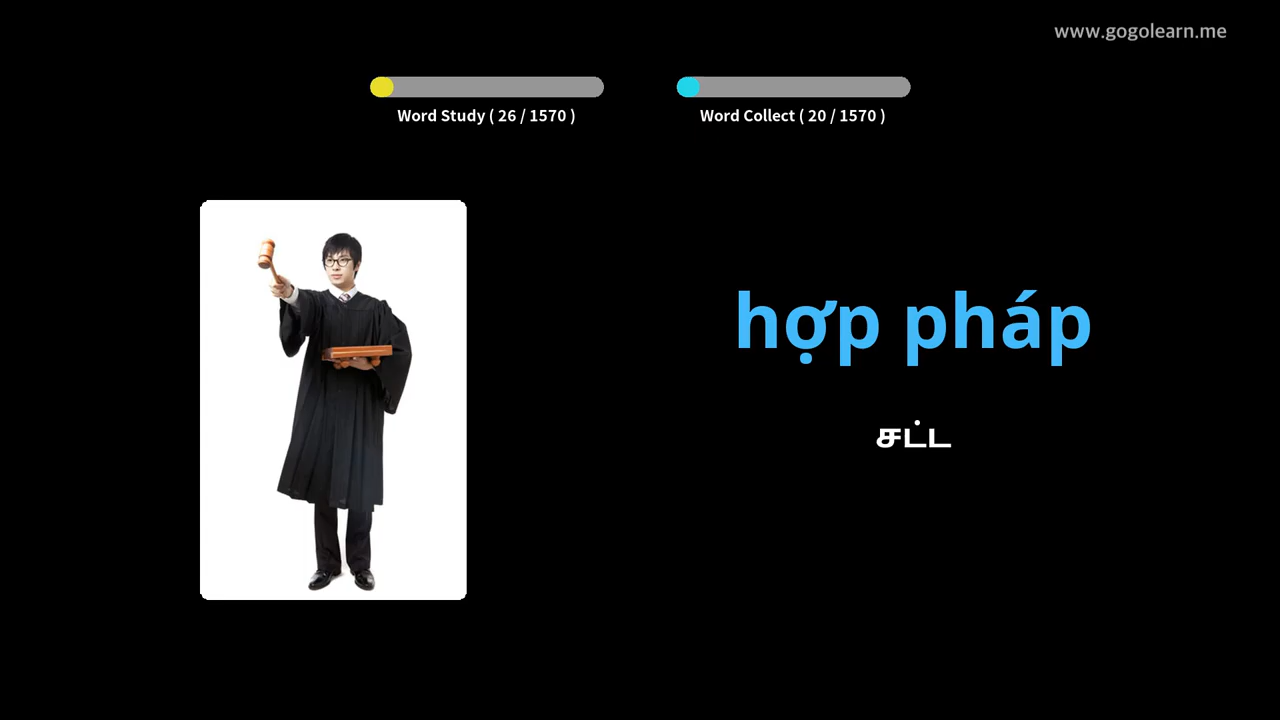 www.gogolearn.me
Word Study ( 26 / 1570 )
Word Collect ( 20 / 1570 )
hợp pháp
சட்ட